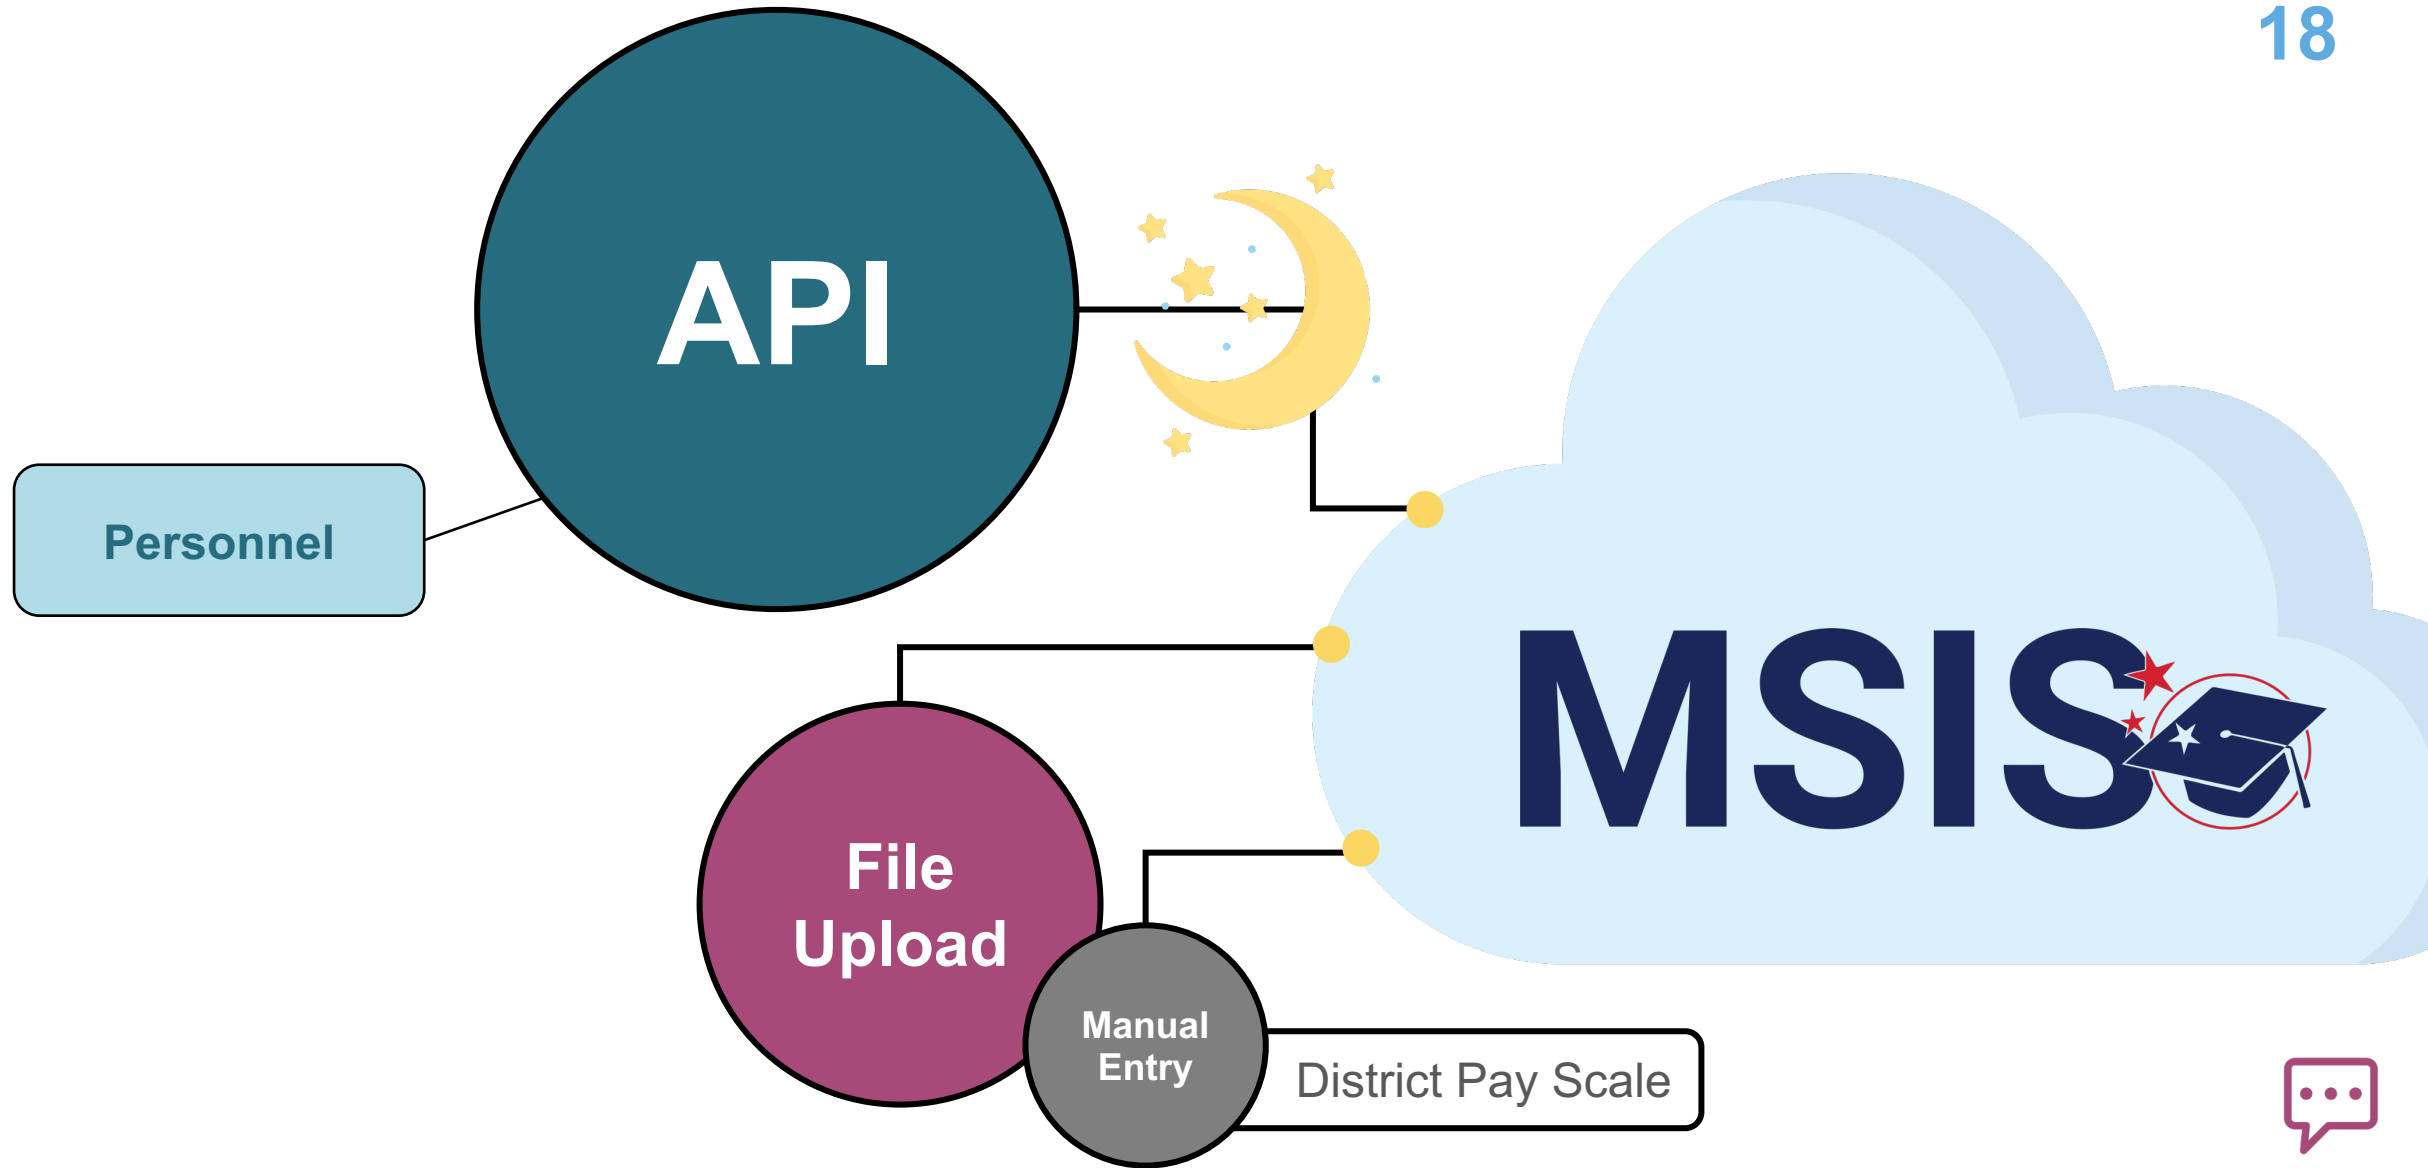 18
API
Personnel
MSIS
File
Upload
Manual
Entry
District Pay Scale